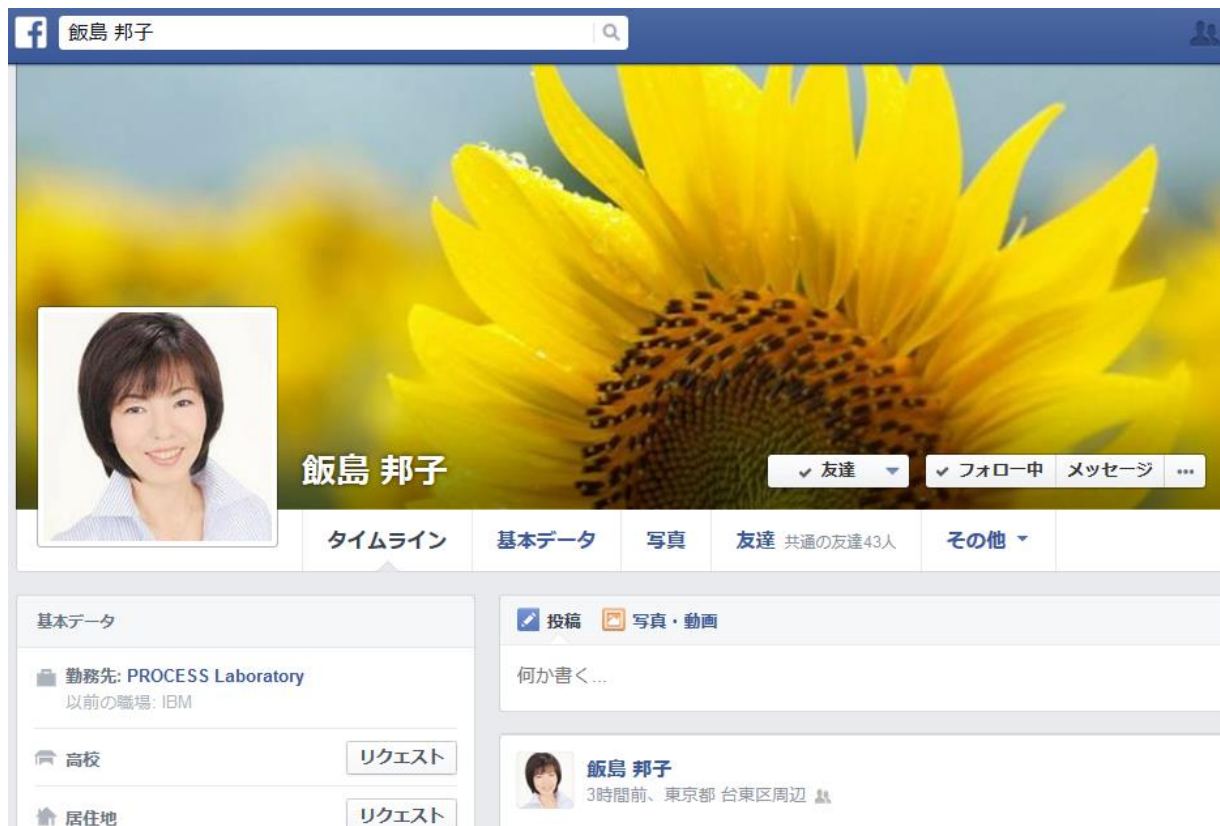 f 飯島 邦子
飯島 邦子
友達 フォロー中 メッセージ ...
タイムライン 基本データ 写真 友達 共通の友達43人 その他
基本データ
勤務先: PROCESS Laboratory
以前の職場: IBM
高校 リクエスト
居住地 リクエスト
投稿 写真・動画
何か書く...
飯島 邦子
3時間前、東京都 台東区周辺